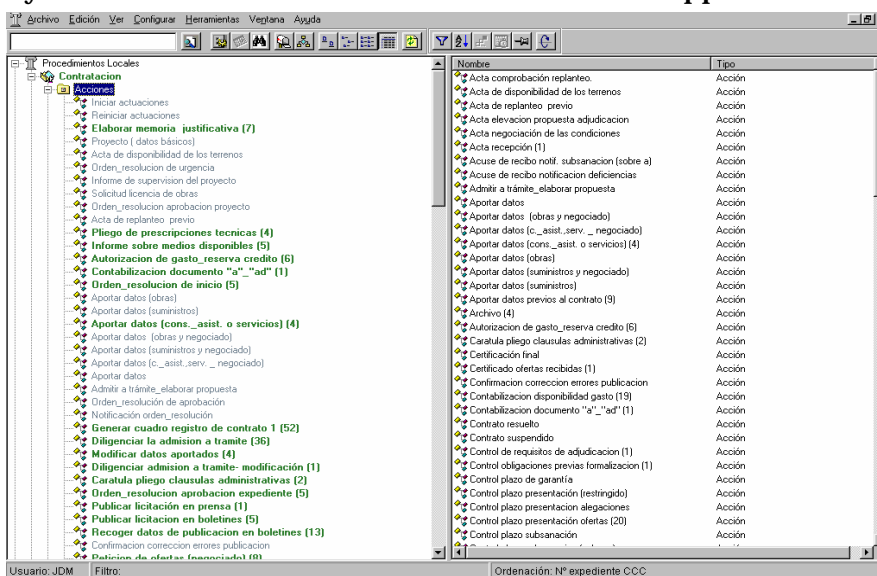 Archivo Edición Ver Configurar Herramientas Ventana Ayuda
Procedimientos Locales
Contratacion
Acciones
Iniciar actuaciones
Reiniciar actuaciones
Elaborar memoria justificativa (7)
Proyecto ( datos básicos)
Acta de disponibilidad de los terrenos
Orden_resolucion de urgencia
Informe de supervision del proyecto
Solicitud licencia de obras
Orden_resolucion aprobacion proyecto
Acta de replanteo previo
Pliego de prescripciones tecnicas (4)
Informe sobre medios disponibles (5)
Autorizacion de gasto_reserva credito (6)
Contabilizacion documento "a"_"ad" (1)
Orden_resolucion de inicio (5)
Aportar datos (obras)
Aportar datos (suministros)
Aportar datos (cons._asist. o servicios) (4)
Aportar datos (obras y negociado)
Aportar datos (suministros y negociado)
Aportar datos (c._asist.,serv. _ negociado)
Aportar datos
Admitir a trámite_elaborar propuesta
Orden_resolución de aprobación
Notificación orden_resolución
Generar cuadro registro de contrato 1 (52)
Diligenciar la admision a tramite (36)
Modificar datos aportados (4)
Diligenciar admision a tramite- modificación (1)
Caratula pliego clausulas administrativas (2)
Orden_resolucion aprobacion expediente (5)
Publicar licitación en prensa (1)
Publicar licitacion en boletines (5)
Recoger datos de publicacion en boletines (13)
Confirmacion correccion errores publicacion
Peticion de ofertas (negociado) (8)
Nombre Tipo
Acta comprobación replanteo. Acción
Acta de disponibilidad de los terrenos Acción
Acta de replanteo previo Acción
Acta elevacion propuesta adjudicacion Acción
Acta negociación de las condiciones Acción
Acta recepción (1) Acción
Acuse de recibo notif. subsanacion (sobre a) Acción
Acuse de recibo notificacion deficiencias Acción
Admitir a trámite_elaborar propuesta Acción
Aportar datos Acción
Aportar datos (obras y negociado) Acción
Aportar datos (c._asist.,serv. _ negociado) Acción
Aportar datos (cons._asist. o servicios) (4) Acción
Aportar datos (obras) Acción
Aportar datos (suministros y negociado) Acción
Aportar datos (suministros) Acción
Aportar datos previos al contrato (9) Acción
Archivo (4) Acción
Autorizacion de gasto_reserva credito (6) Acción
Caratula pliego clausulas administrativas (2) Acción
Certificación final Acción
Certificado ofertas recibidas (1) Acción
Confirmacion correccion errores publicacion Acción
Contabilizacion disponibilidad gasto (19) Acción
Contabilizacion documento "a"_"ad" (1) Acción
Contrato resuelto Acción
Contrato suspendido Acción
Control de requisitos de adjudicacion (1) Acción
Control obligaciones previas formalizacion (1) Acción
Control plazo de garantía Acción
Control plazo presentación (restringido) Acción
Control plazo presentacion alegaciones Acción
Control plazo presentación ofertas (20) Acción
Control plazo subsanación Acción
Usuario: JDM Filtro: Ordenación: Nº expediente CCC